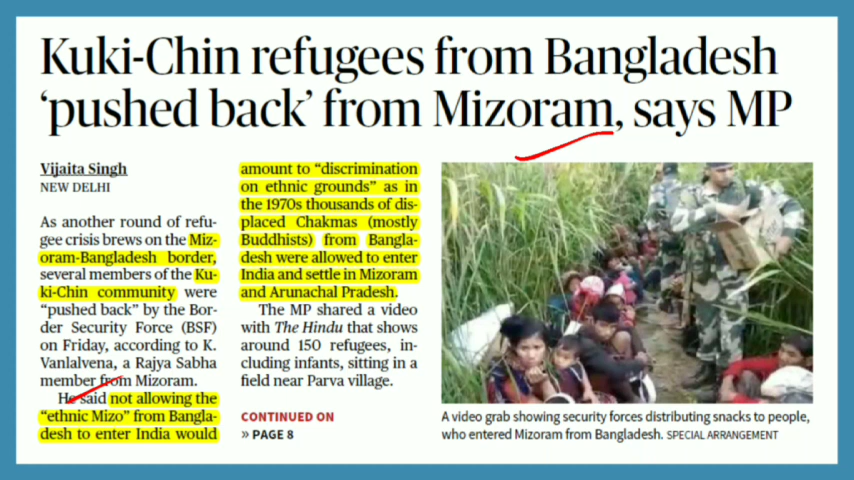 Kuki-Chin refugees from Bangladesh
‘pushed back’ from Mizoram, says MP
Vijaita Singh
NEW DELHI
As another round of refu-
gee crisis brews on the Miz-
oram-Bangladesh border,
several members of the Ku-
ki-Chin community were
“pushed back” by the Bor-
der Security Force (BSF)
on Friday, according to K.
Vanlalvena, a Rajya Sabha
member from Mizoram.
He said not allowing the
“ethnic Mizo” from Bangla-
desh to enter India would
amount to “discrimination
on ethnic grounds” as in
the 1970s thousands of dis-
placed Chakmas (mostly
Buddhists) from Bangla-
desh were allowed to enter
India and settle in Mizoram
and Arunachal Pradesh.
The MP shared a video
with The Hindu that shows
around 150 refugees, in-
cluding infants, sitting in a
field near Parva village.
CONTINUED ON
» PAGE 8
A video grab showing security forces distributing snacks to people,
who entered Mizoram from Bangladesh. SPECIAL ARRANGEMENT